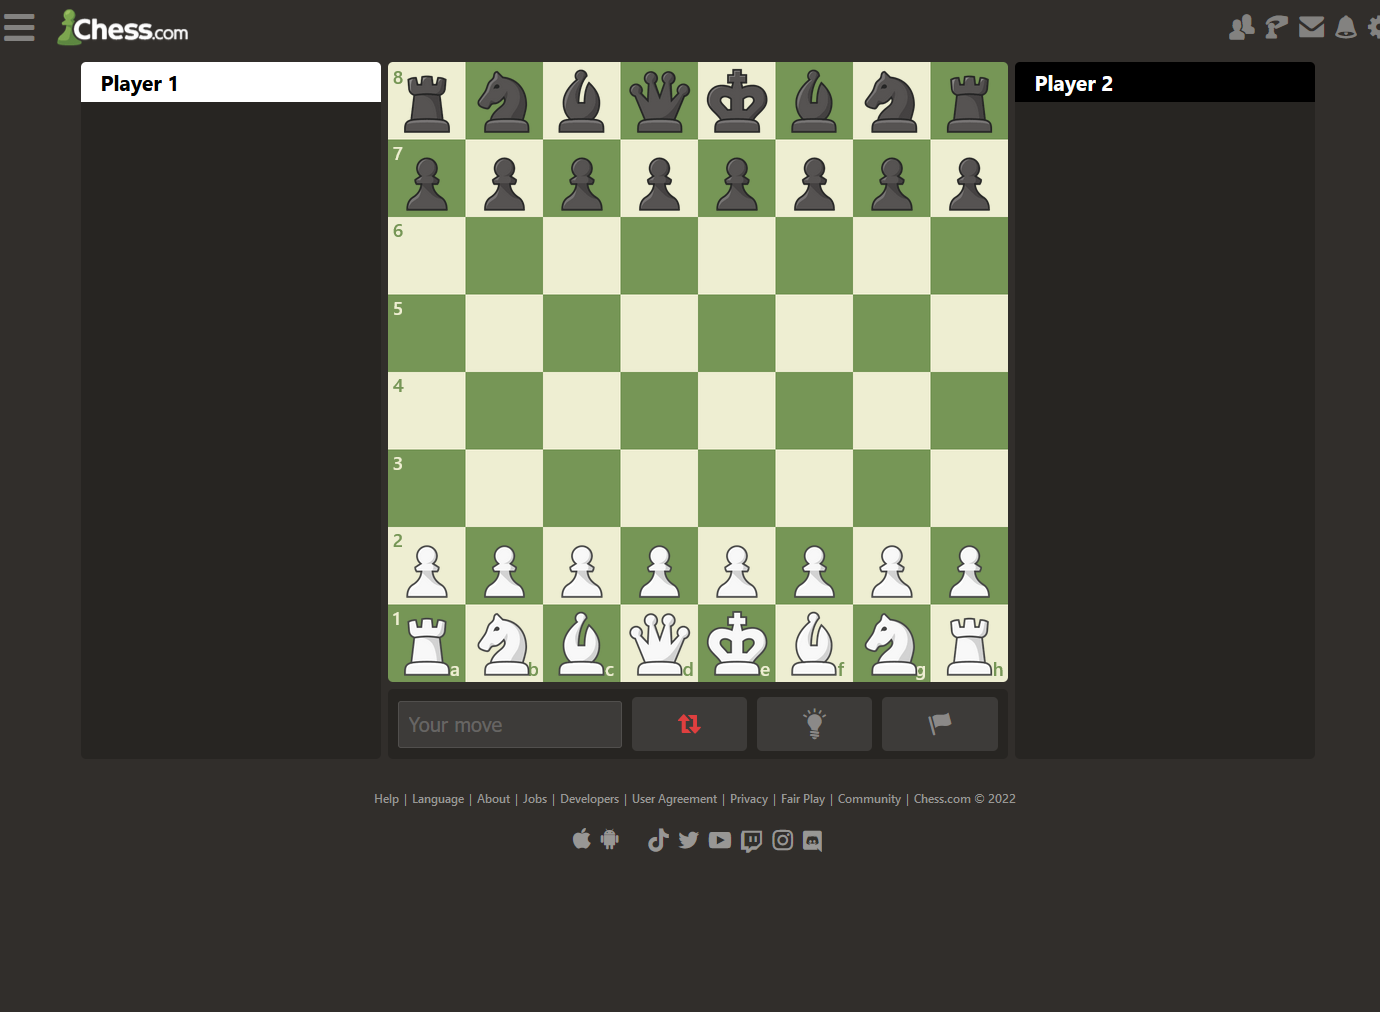 Chess.com
Player 1
Player 2
8
7
6
5
4
3
2
1
a b c d e f g h
Your move
Help | Language | About | Jobs | Developers | User Agreement | Privacy | Fair Play | Community | Chess.com © 2022